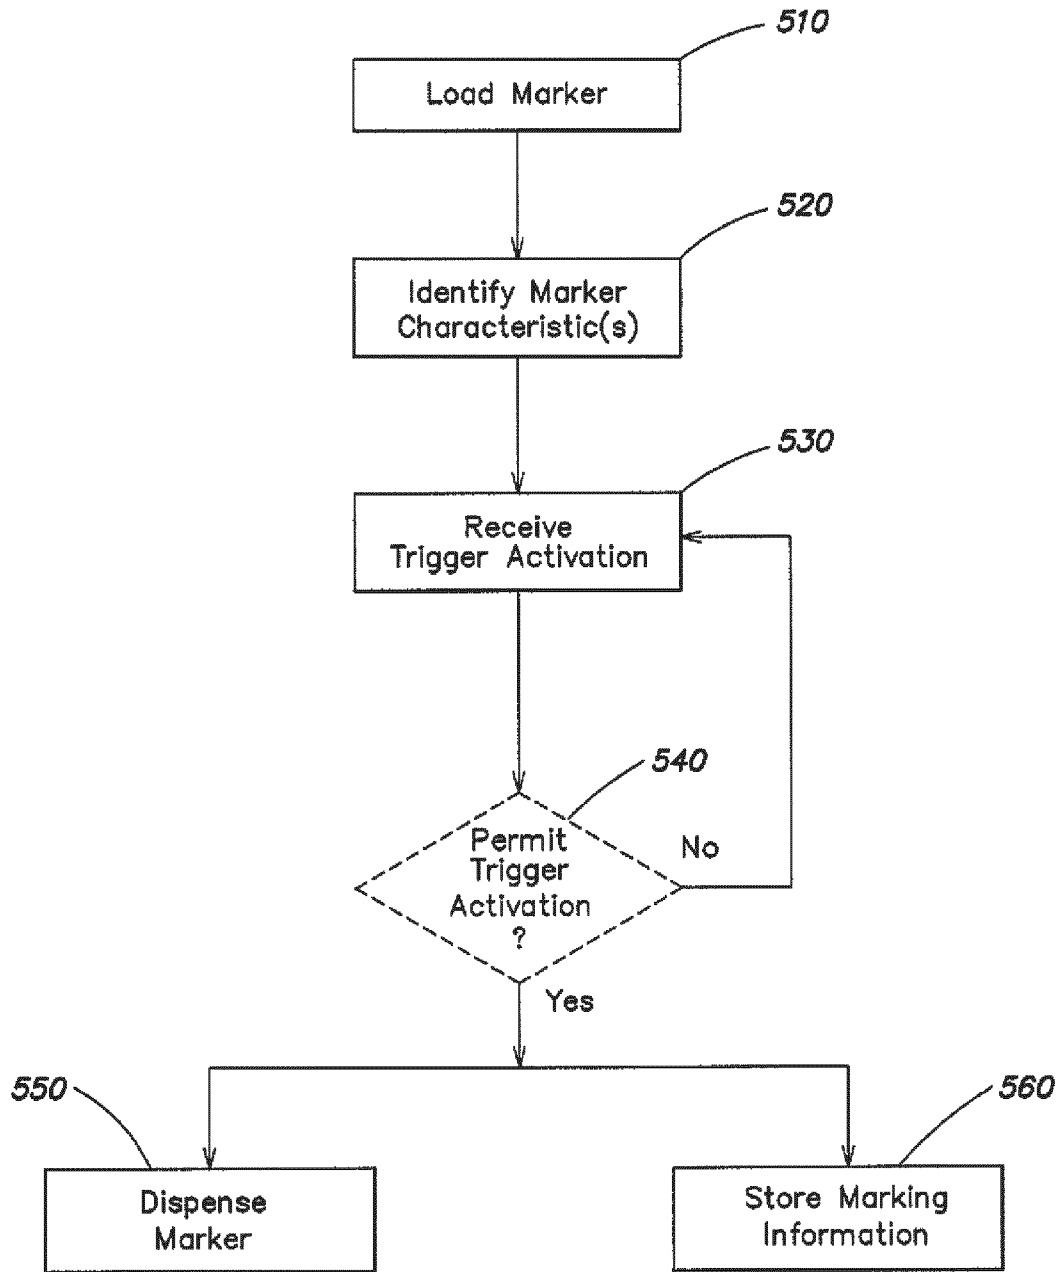 510
Load Marker
520
Identify Marker
Characteristic(s)
530
Receive
Trigger Activation
540
Permit
Trigger
Activation
?
No
Yes
550
560
Dispense
Marker
Store Marking
Information